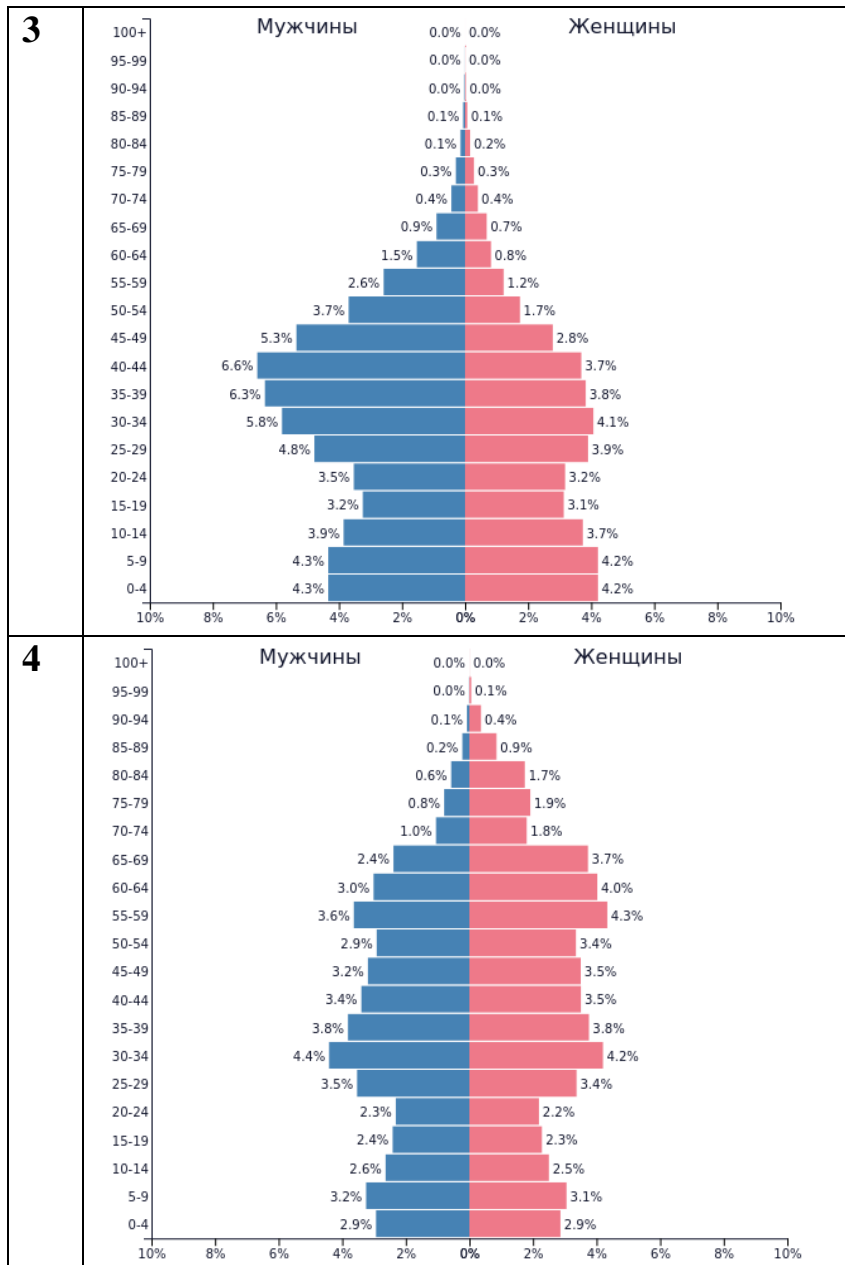 3
Мужчины Женщины
100+ 0.0% 0.0%
95-99 0.0% 0.0%
90-94 0.0% 0.0%
85-89 0.1% 0.1%
80-84 0.1% 0.2%
75-79 0.3% 0.3%
70-74 0.4% 0.4%
65-69 0.9% 0.7%
60-64 1.5% 0.8%
55-59 2.6% 1.2%
50-54 3.7% 1.7%
45-49 5.3% 2.8%
40-44 6.6% 3.7%
35-39 6.3% 3.8%
30-34 5.8% 4.1%
25-29 4.8% 3.9%
20-24 3.5% 3.2%
15-19 3.2% 3.1%
10-14 3.9% 3.7%
5-9 4.3% 4.2%
0-4 4.3% 4.2%
10% 8% 6% 4% 2% 0% 2% 4% 6% 8% 10%
4
Мужчины Женщины
100+ 0.0% 0.0%
95-99 0.0% 0.1%
90-94 0.1% 0.4%
85-89 0.2% 0.9%
80-84 0.6% 1.7%
75-79 0.8% 1.9%
70-74 1.0% 1.8%
65-69 2.4% 3.7%
60-64 3.0% 4.0%
55-59 3.6% 4.3%
50-54 2.9% 3.4%
45-49 3.2% 3.5%
40-44 3.4% 3.5%
35-39 3.8% 3.8%
30-34 4.4% 4.2%
25-29 3.5% 3.4%
20-24 2.3% 2.2%
15-19 2.4% 2.3%
10-14 2.6% 2.5%
5-9 3.2% 3.1%
0-4 2.9% 2.9%
10% 8% 6% 4% 2% 0% 2% 4% 6% 8% 10%